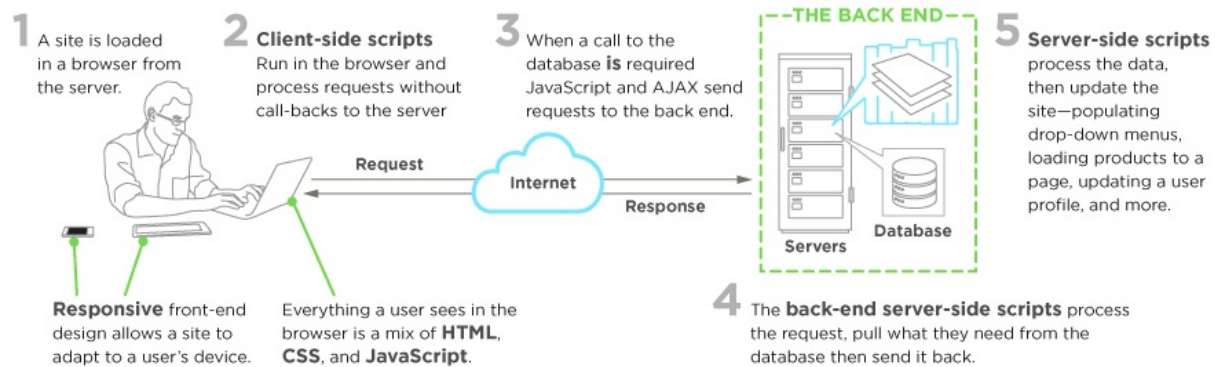 1
A site is loaded
in a browser from
the server.
2
Client-side scripts
Run in the browser and
process requests without
call-backs to the server
3
When a call to the
database is required
JavaScript and AJAX send
requests to the back end.
THE BACK END
5
Server-side scripts
process the data,
then update the
site—populating
drop-down menus,
loading products to a
page, updating a user
profile, and more.
Request
Internet
Response
Servers
Database
Responsive front-end
design allows a site to
adapt to a user's device.
Everything a user sees in the
browser is a mix of HTML,
CSS, and JavaScript.
4
The back-end server-side scripts process
the request, pull what they need from the
database then send it back.